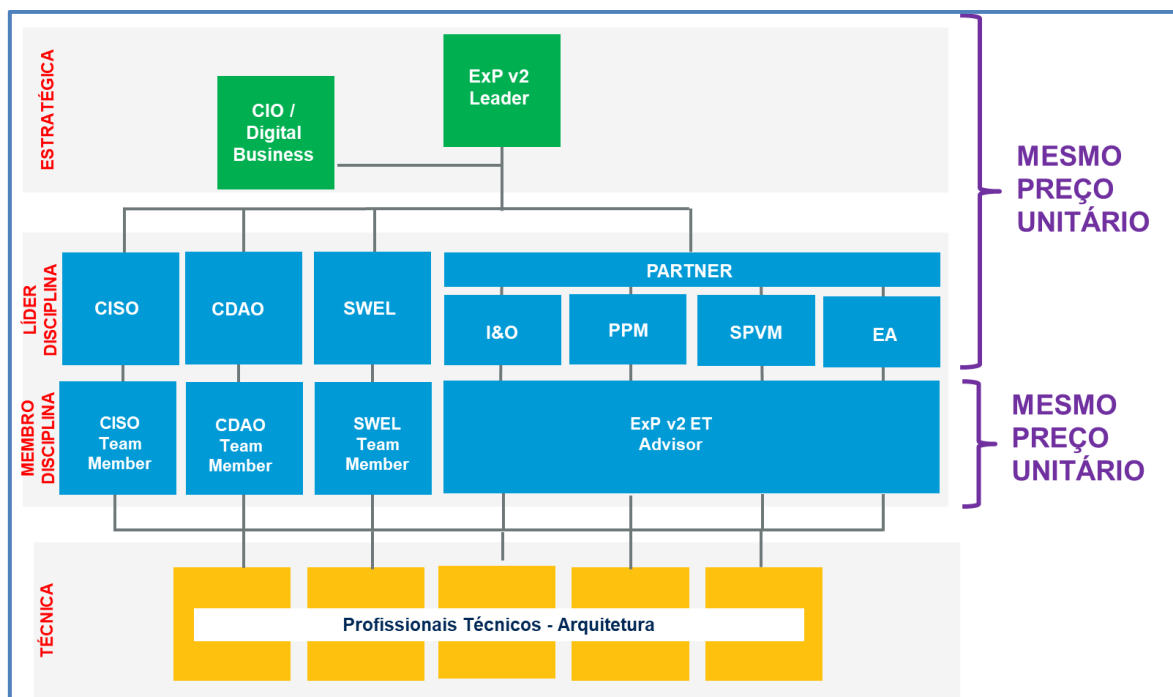 ESTRATÉGICA
CIO /
Digital
Business
ExP v2
Leader
MESMO
PREÇO
UNITÁRIO
LÍDER
DISCIPLINA
CISO
CDAO
SWEL
PARTNER
I&O
PPM
SPVM
EA
MEMBRO
DISCIPLINA
CISO
Team
Member
CDAO
Team
Member
SWEL
Team
Member
ExP v2 ET
Advisor
MESMO
PREÇO
UNITÁRIO
TÉCNICA
Profissionais Técnicos - Arquitetura